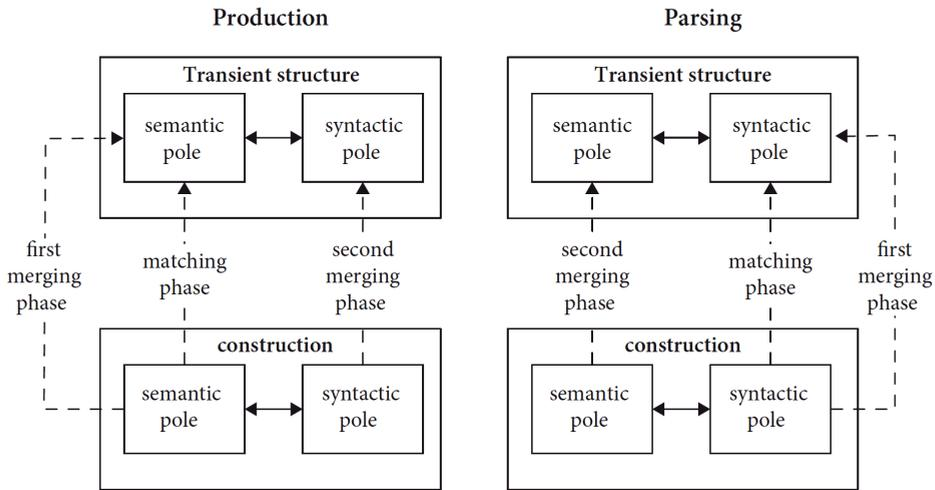 Production
Transient structure
semantic
pole
syntactic
pole
first
merging
phase
matching
phase
second
merging
phase
construction
semantic
pole
syntactic
pole
Parsing
Transient structure
semantic
pole
syntactic
pole
second
merging
phase
matching
phase
first
merging
phase
construction
semantic
pole
syntactic
pole